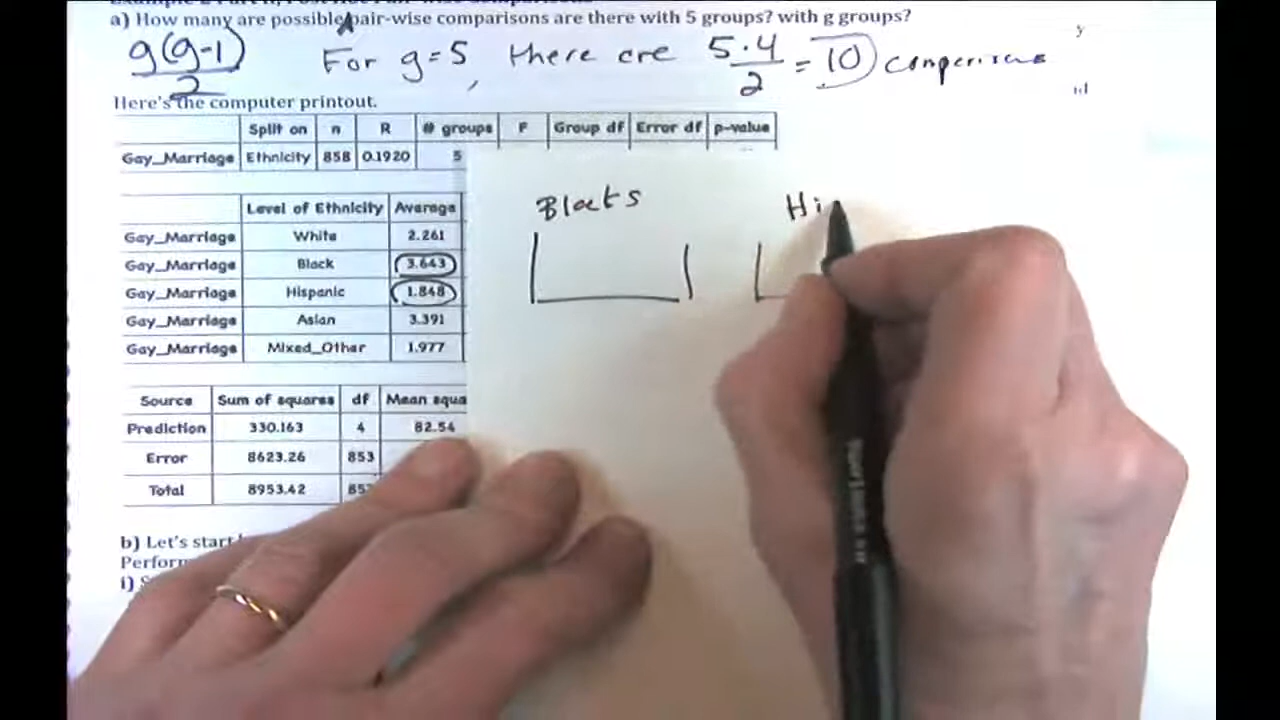 a) How many are possible pair-wise comparisons are there with 5 groups? with g groups?
g(g-1)
2
For g=5, there are 5·4/2 = 10 comparisons
Here's the computer printout.
Split on n R # groups F Group df Error df p-value
Gay_Marriage Ethnicity 858 0.1920 5
Level of Ethnicity Average
Gay_Marriage White 2.261
Gay_Marriage Black 3.643
Gay_Marriage Hispanic 1.848
Gay_Marriage Asian 3.391
Gay_Marriage Mixed_Other 1.977
Blacks
Hi
Source Sum of squares df Mean squa
Prediction 330.163 4 82.54
Error 8623.26 853
Total 8953.42
b) Let's start
Perform
i)